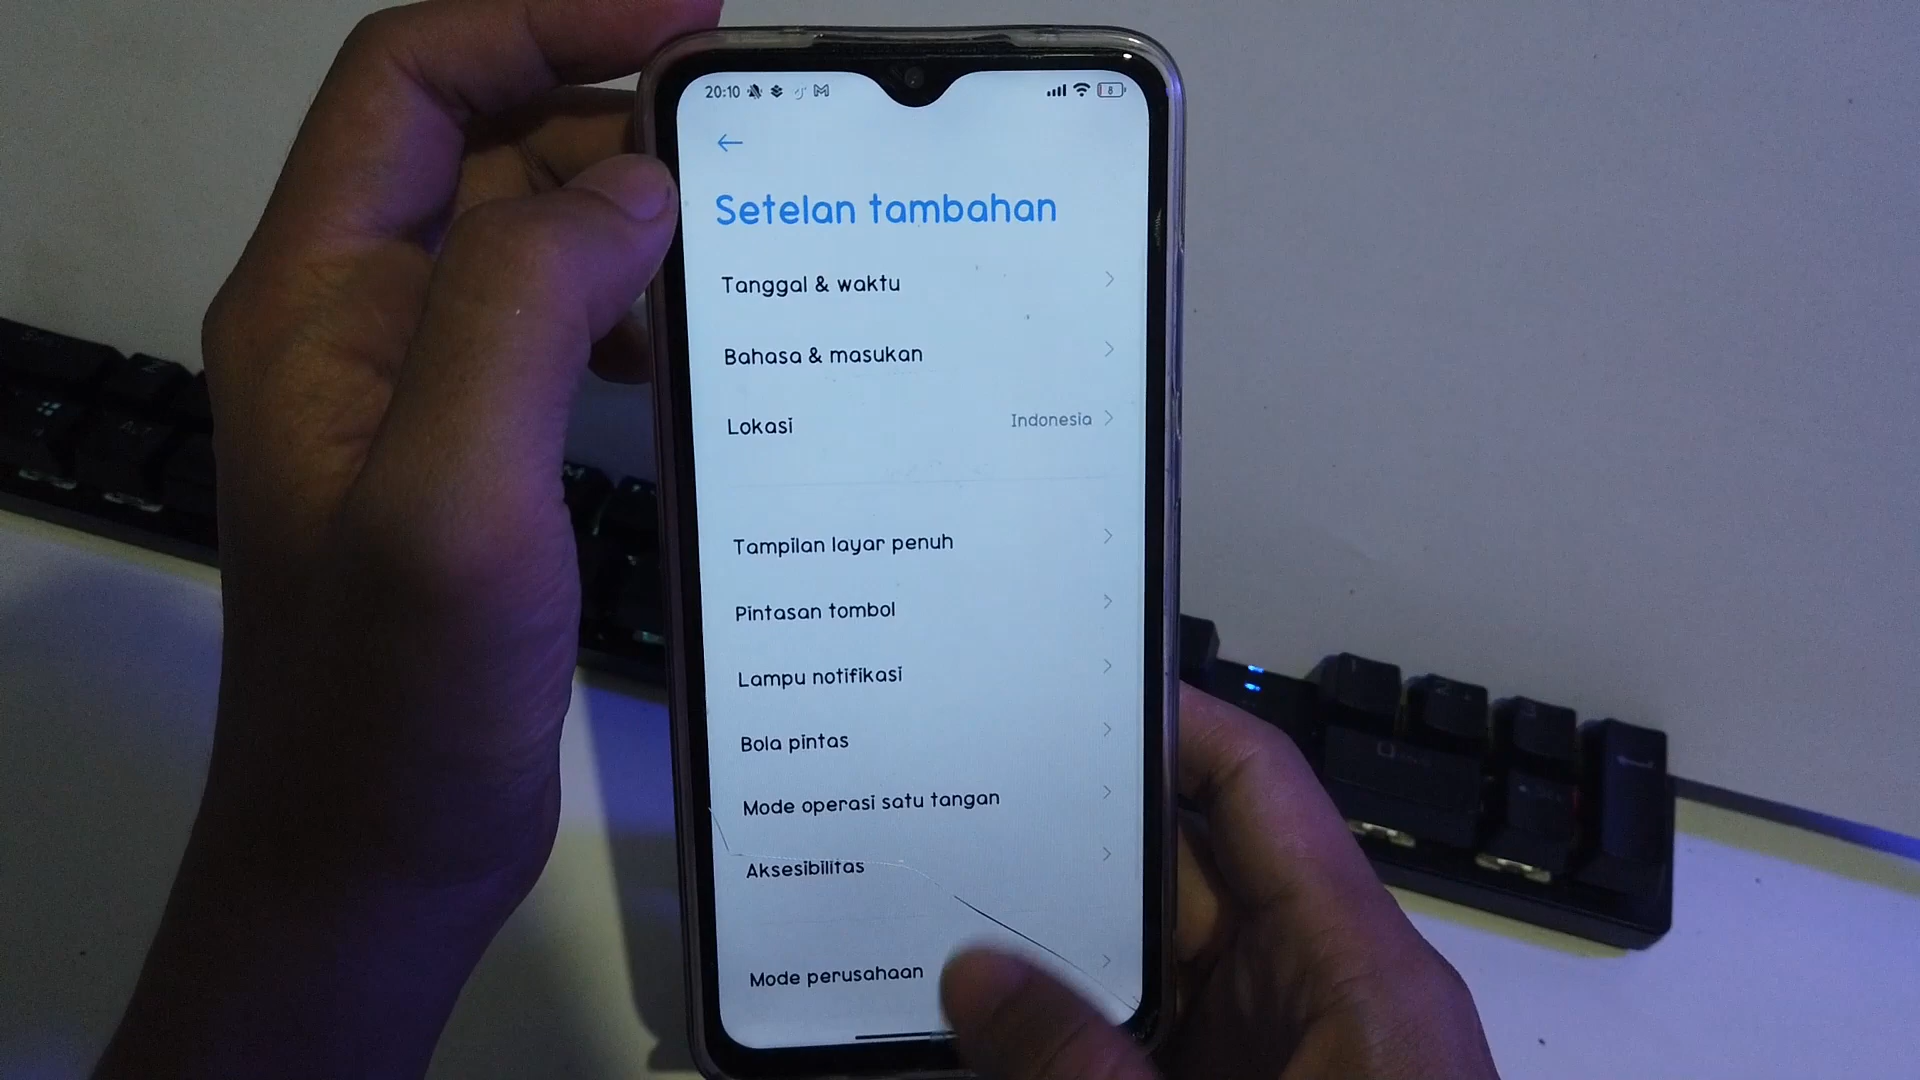 20:10
8
Setelan tambahan
Tanggal & waktu
Bahasa & masukan
Lokasi Indonesia
Tampilan layar penuh
Pintasan tombol
Lampu notifikasi
Bola pintas
Mode operasi satu tangan
Aksesibilitas
Mode perusahaan